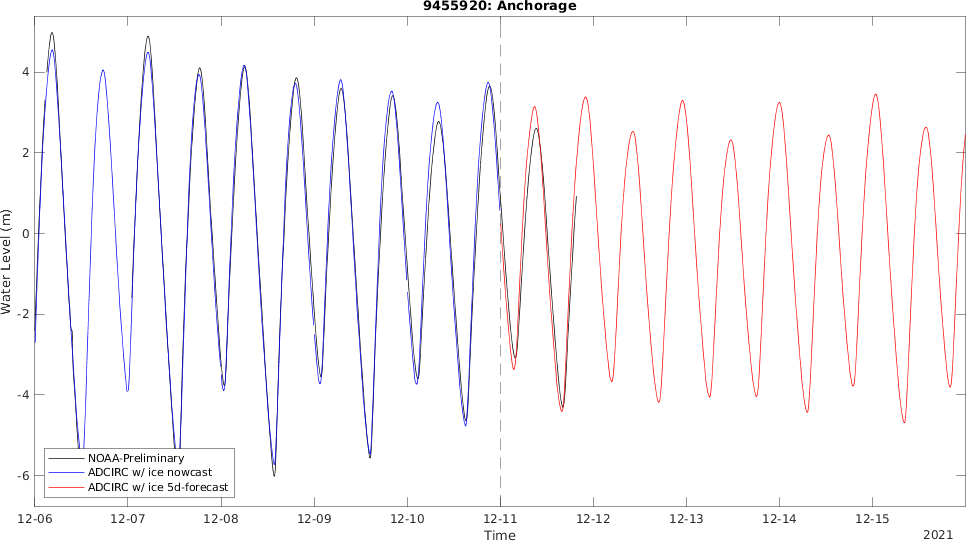 9455920: Anchorage
Water Level (m)
4
2
0
-2
-4
-6
NOAA-Preliminary
ADCIRC w/ ice nowcast
ADCIRC w/ ice 5d-forecast
12-06 12-07 12-08 12-09 12-10 12-11 12-12 12-13 12-14 12-15
Time
2021